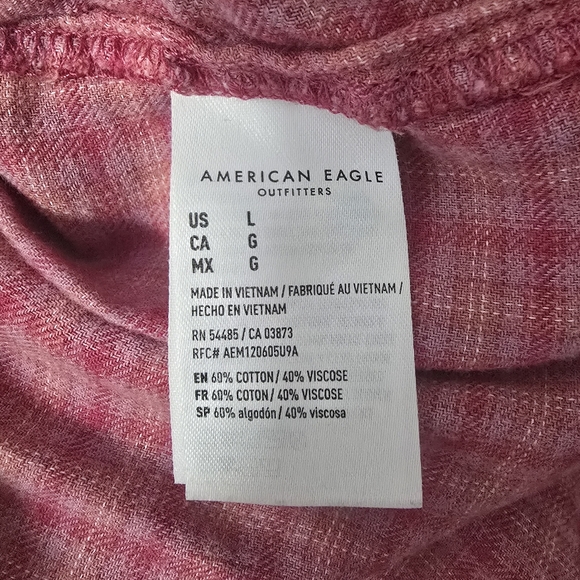 AMERICAN EAGLE
OUTFITTERS
US L
CA G
MX G
MADE IN VIETNAM / FABRIQUÉ AU VIETNAM /
HECHO EN VIETNAM
RN 54485 / CA 03873
RFC# AEM120605U9A
EN 60% COTTON / 40% VISCOSE
FR 60% COTON / 40% VISCOSE
SP 60% algodón / 40% viscosa